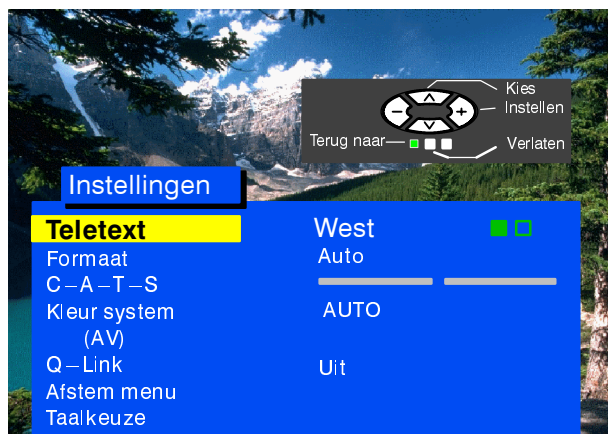 Kies
Instellen
Terug naar
Verlaten
Instellingen
Teletext West
Formaat Auto
C–A–T–S
Kleur system AUTO
(AV)
Q–Link Uit
Afstem menu
Taalkeuze